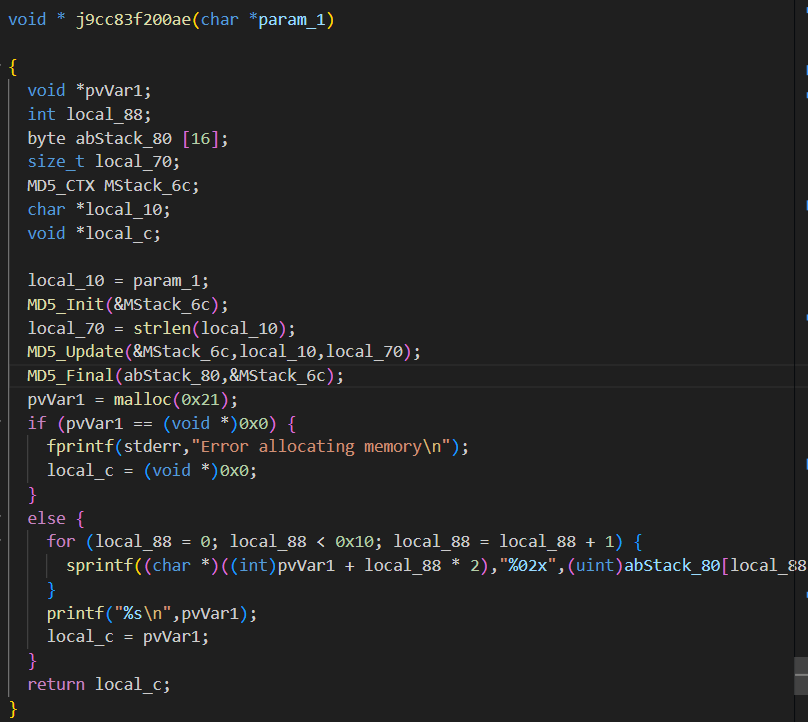 void * j9cc83f200ae(char *param_1)
{
void *pvVar1;
int local_88;
byte abStack_80 [16];
size_t local_70;
MD5_CTX MStack_6c;
char *local_10;
void *local_c;
local_10 = param_1;
MD5_Init(&MStack_6c);
local_70 = strlen(local_10);
MD5_Update(&MStack_6c,local_10,local_70);
MD5_Final(abStack_80,&MStack_6c);
pvVar1 = malloc(0x21);
if (pvVar1 == (void *)0x0) {
fprintf(stderr,"Error allocating memory\n");
local_c = (void *)0x0;
}
else {
for (local_88 = 0; local_88 < 0x10; local_88 = local_88 + 1) {
sprintf((char *)((int)pvVar1 + local_88 * 2),"%02x",(uint)abStack_80[local_88
}
printf("%s\n",pvVar1);
local_c = pvVar1;
}
return local_c;
}